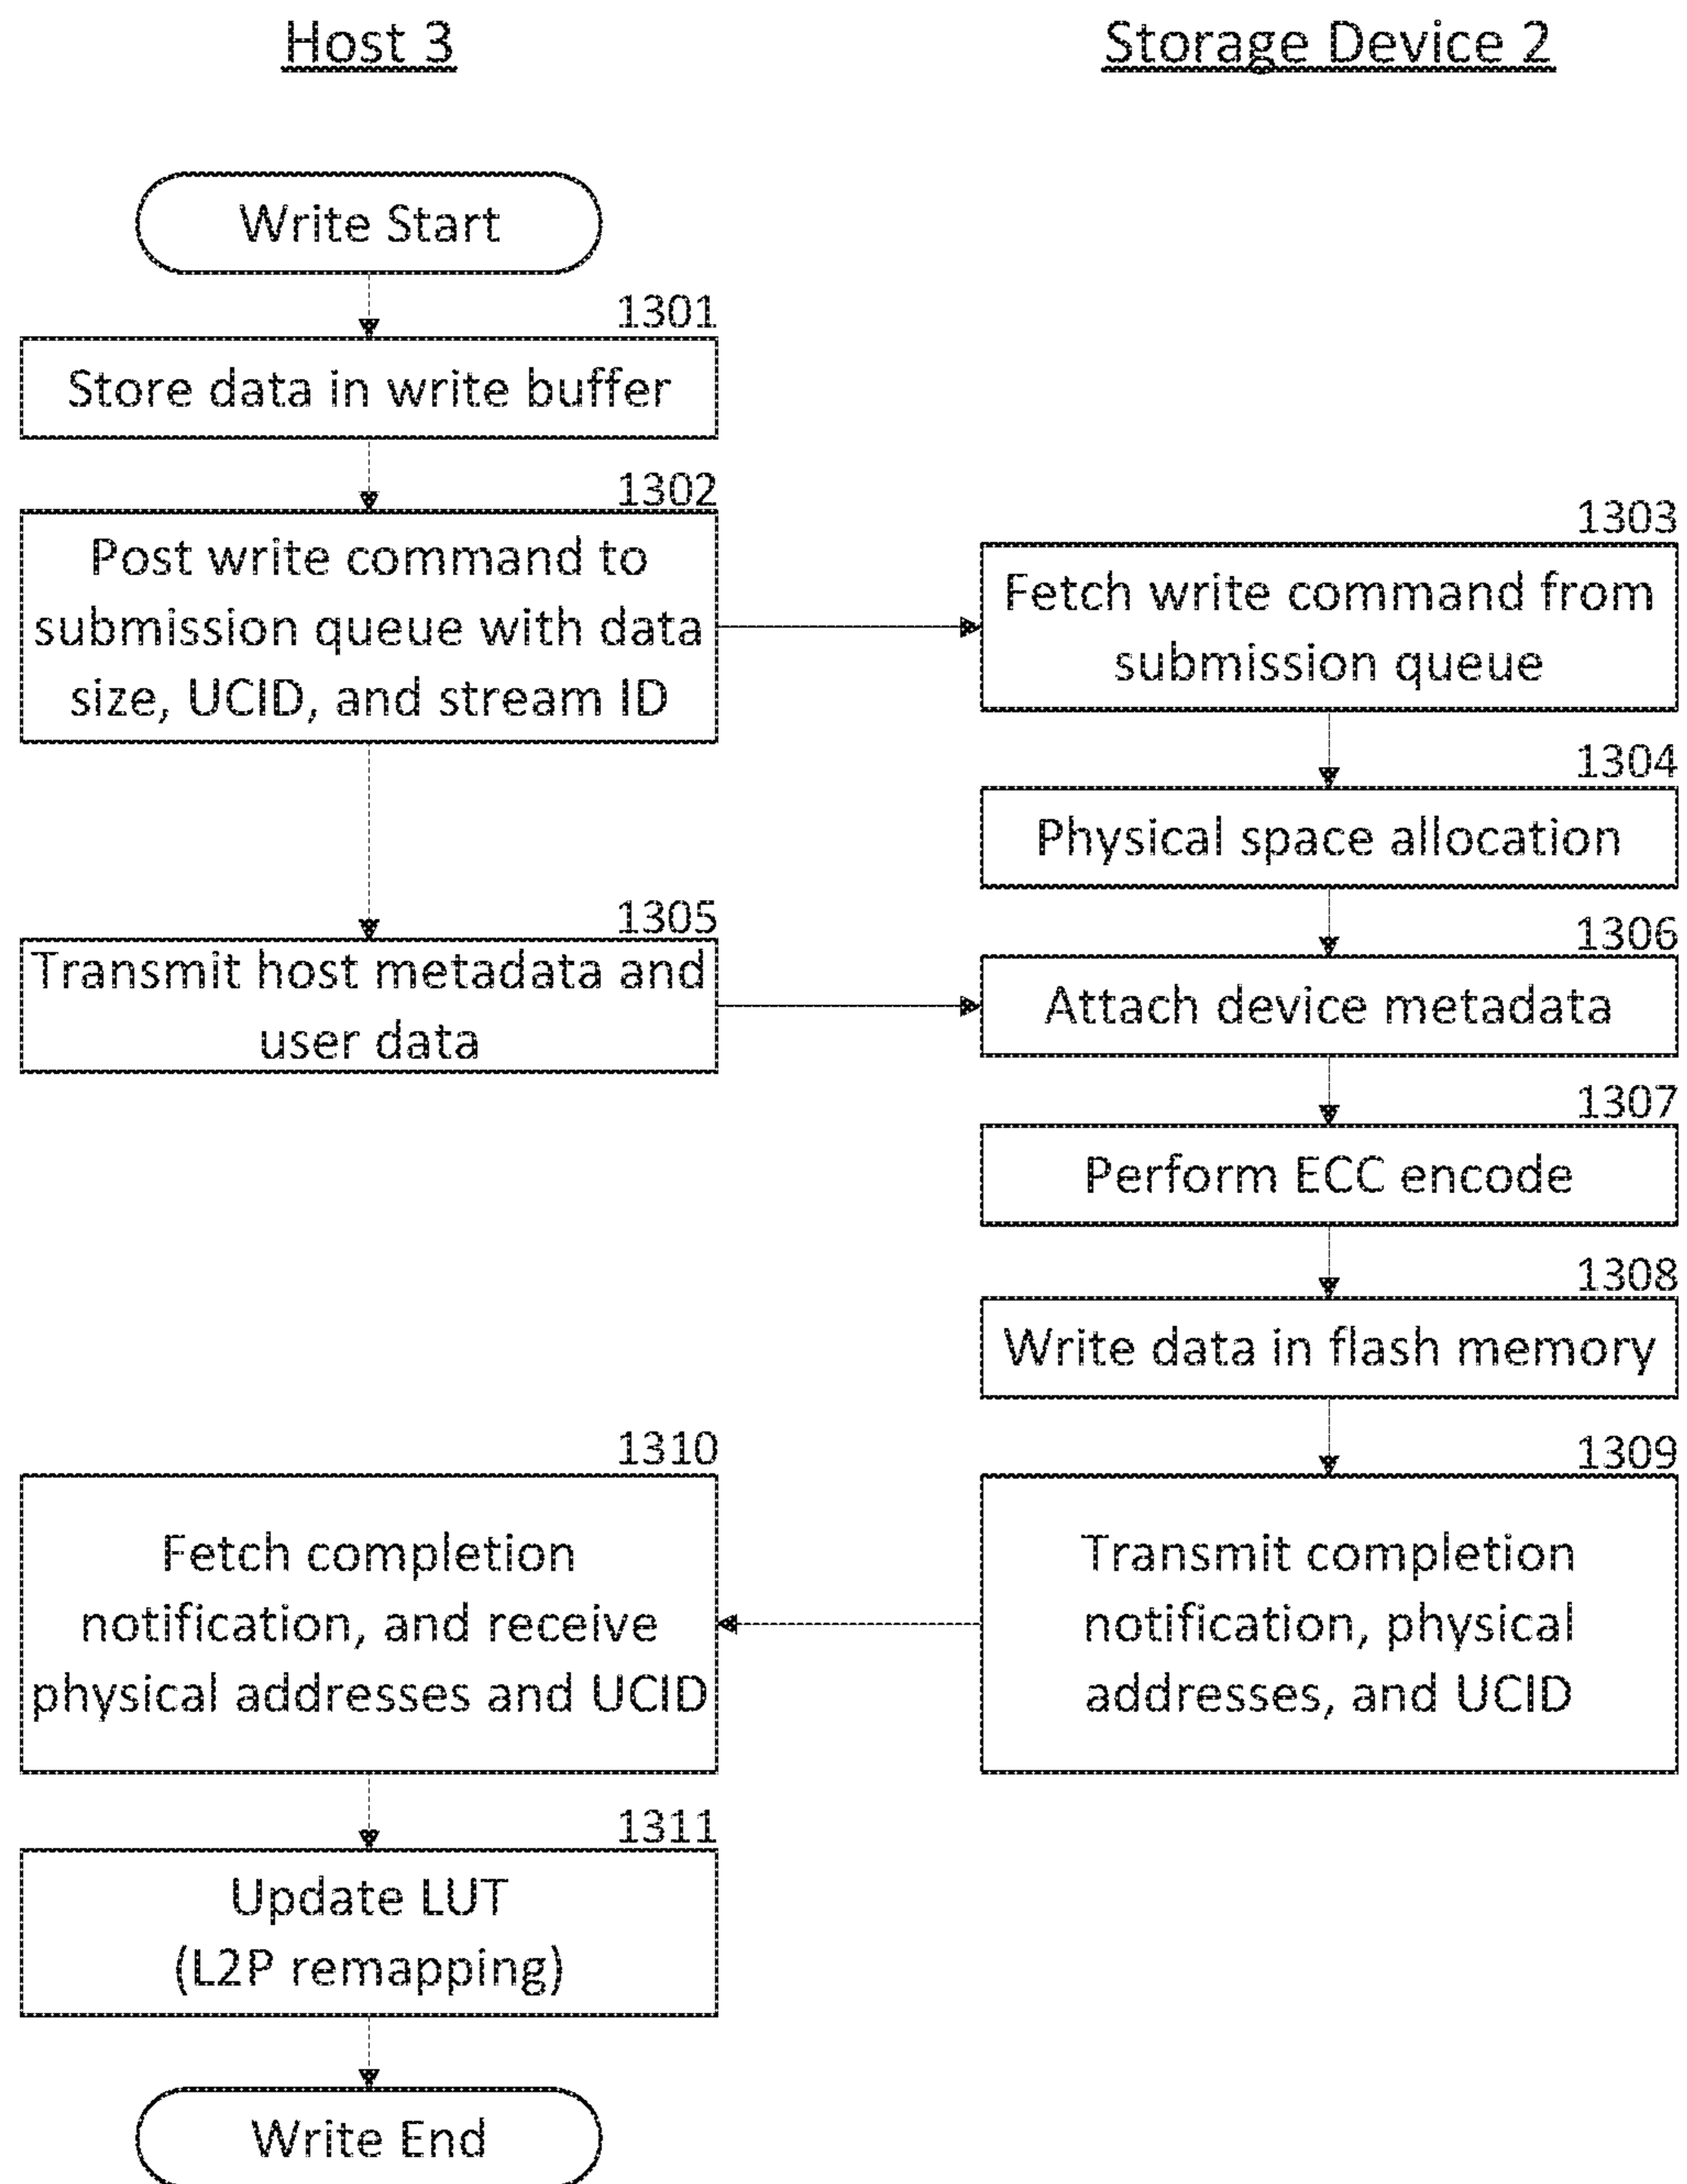 Host 3
Storage Device 2
Write Start
1301
Store data in write buffer
1302
Post write command to
submission queue with data
size, UCID, and stream ID
1303
Fetch write command from
submission queue
1304
Physical space allocation
1305
Transmit host metadata and
user data
1306
Attach device metadata
1307
Perform ECC encode
1308
Write data in flash memory
1309
Transmit completion
notification, physical
addresses, and UCID
1310
Fetch completion
notification, and receive
physical addresses and UCID
1311
Update LUT
(L2P remapping)
Write End